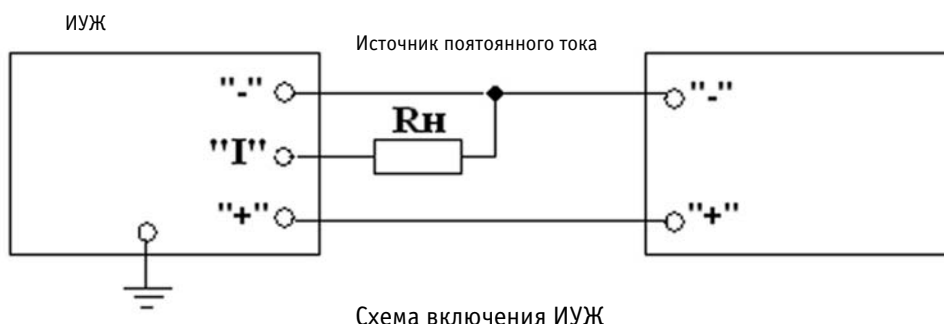 ИУЖ
Источник поятоянного тока
"-"
"-"
Rн
"I"
"+"
"+"
Схема включения ИУЖ